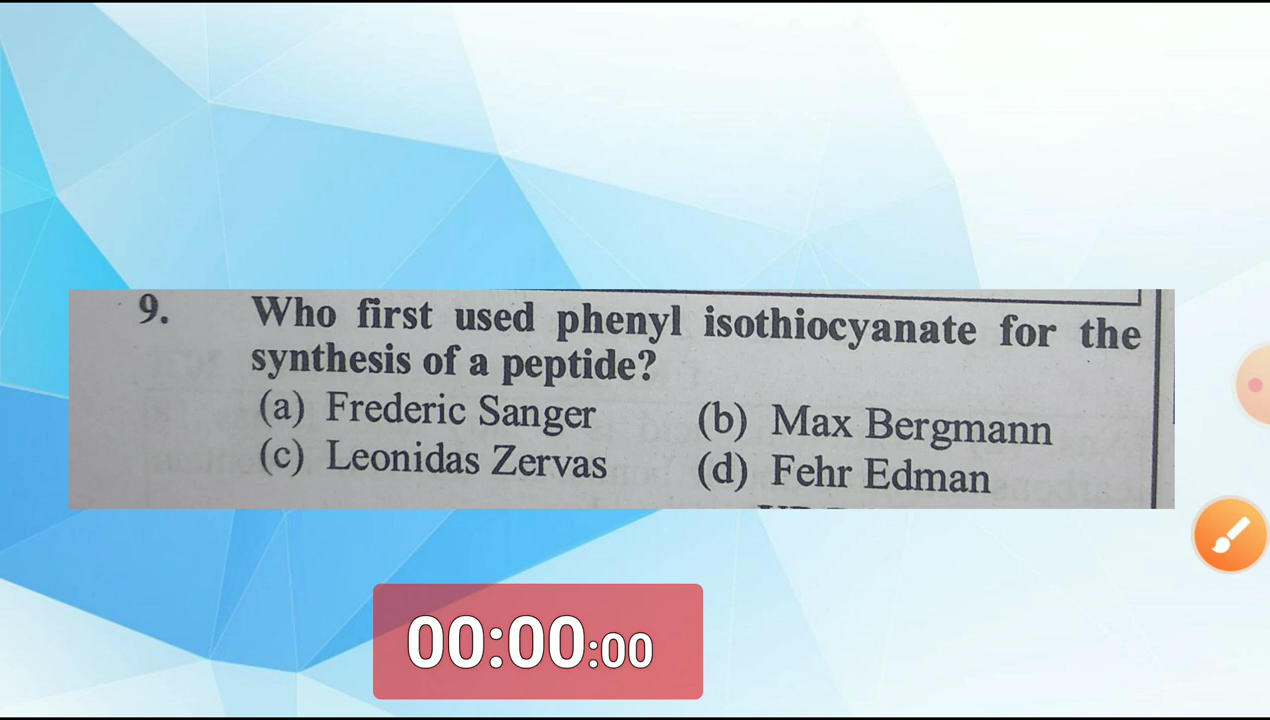 9. Who first used phenyl isothiocyanate for the
synthesis of a peptide?
(a) Frederic Sanger (b) Max Bergmann
(c) Leonidas Zervas (d) Fehr Edman
00:00:00